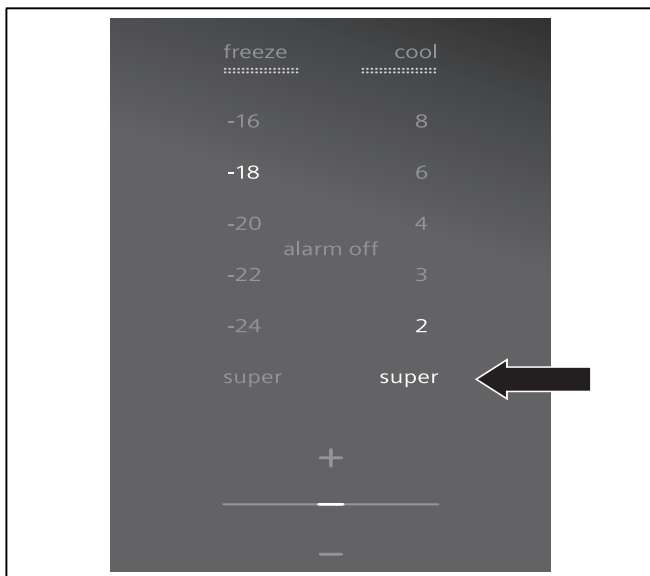 freeze cool
-16 8
-18 6
-20 4
alarm off
-22 3
-24 2
super super
+
—